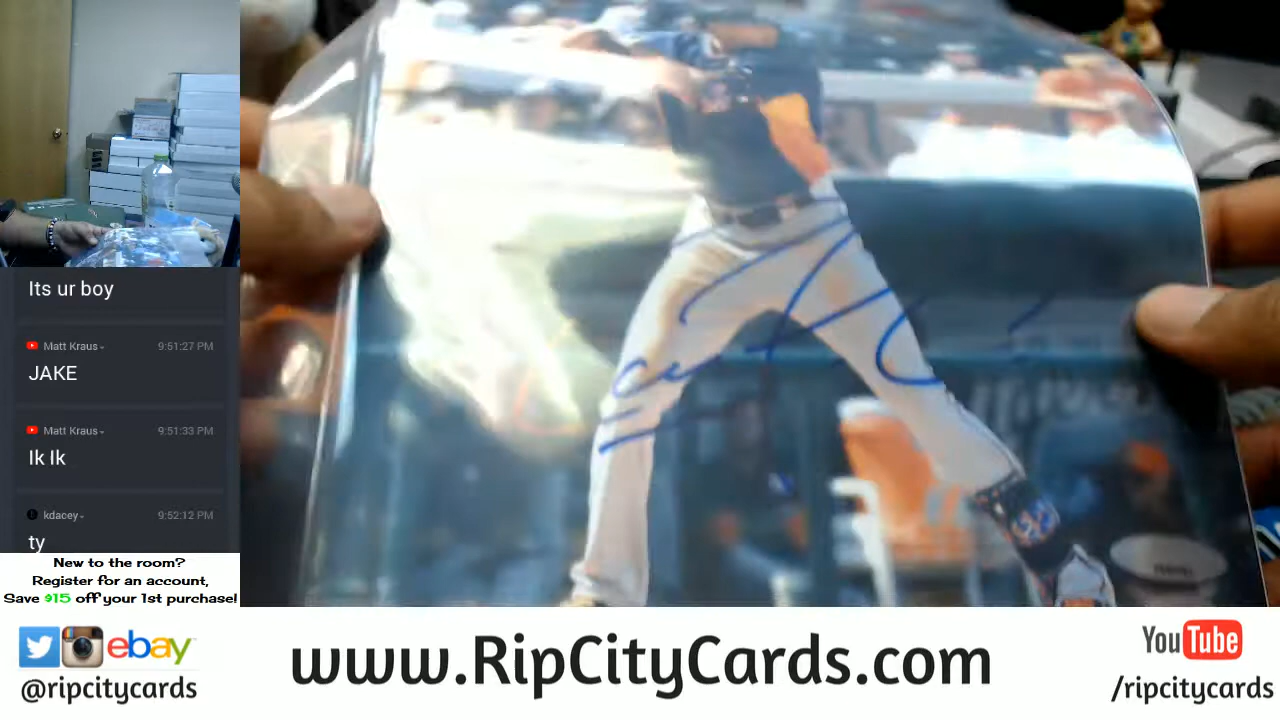 Its ur boy
Matt Kraus 9:51:27 PM
JAKE
Matt Kraus 9:51:33 PM
Ik Ik
kdacey 9:52:12 PM
ty
New to the room?
Register for an account,
Save $15 off your 1st purchase!
ebay
@ripcitycards
www.RipCityCards.com
YouTube
/ripcitycards